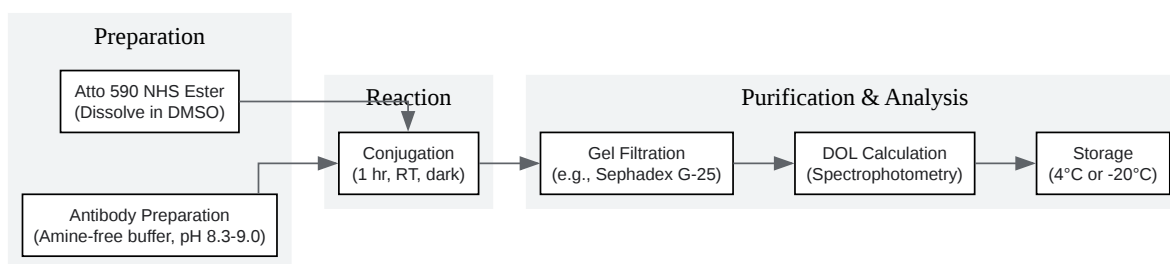 Preparation
Atto 590 NHS Ester
(Dissolve in DMSO)
Antibody Preparation
(Amine-free buffer, pH 8.3-9.0)
Reaction
Conjugation
(1 hr, RT, dark)
Purification & Analysis
Gel Filtration
(e.g., Sephadex G-25)
DOL Calculation
(Spectrophotometry)
Storage
(4°C or -20°C)